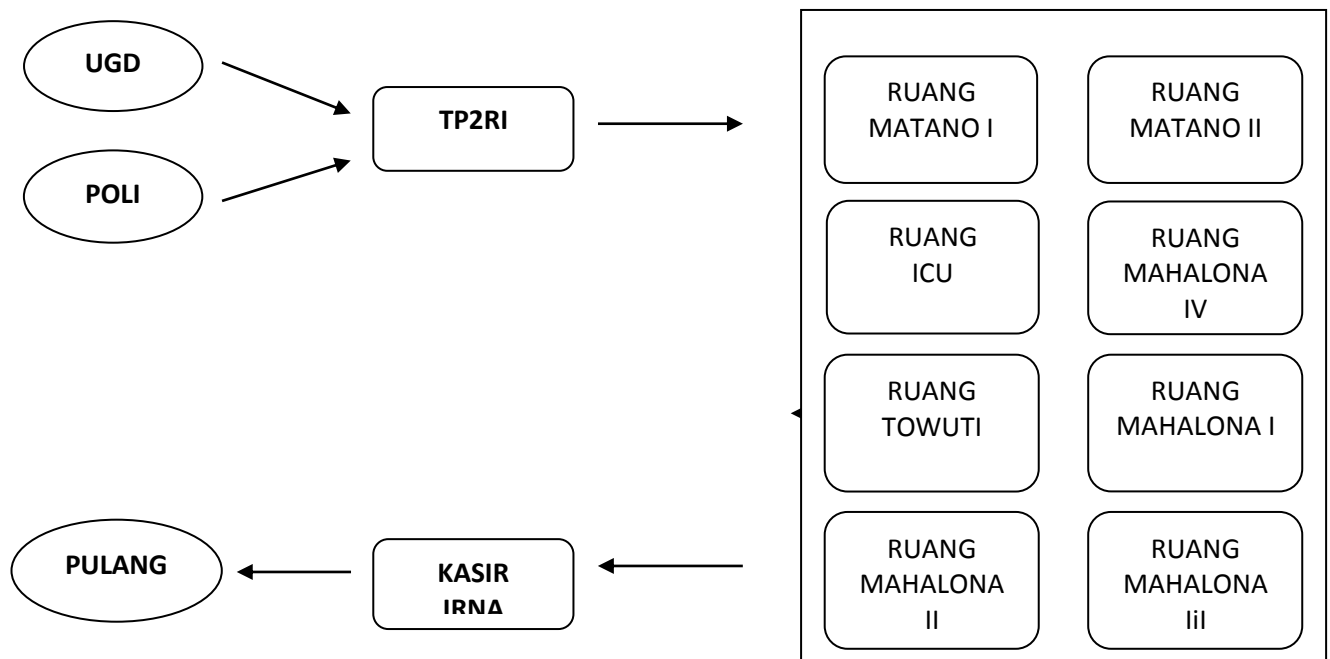 UGD
POLI
TP2RI
RUANG
MATANO I
RUANG
MATANO II
RUANG
ICU
RUANG
MAHALONA
IV
RUANG
TOWUTI
RUANG
MAHALONA I
RUANG
MAHALONA
II
RUANG
MAHALONA
IiI
KASIR
IRNA
PULANG